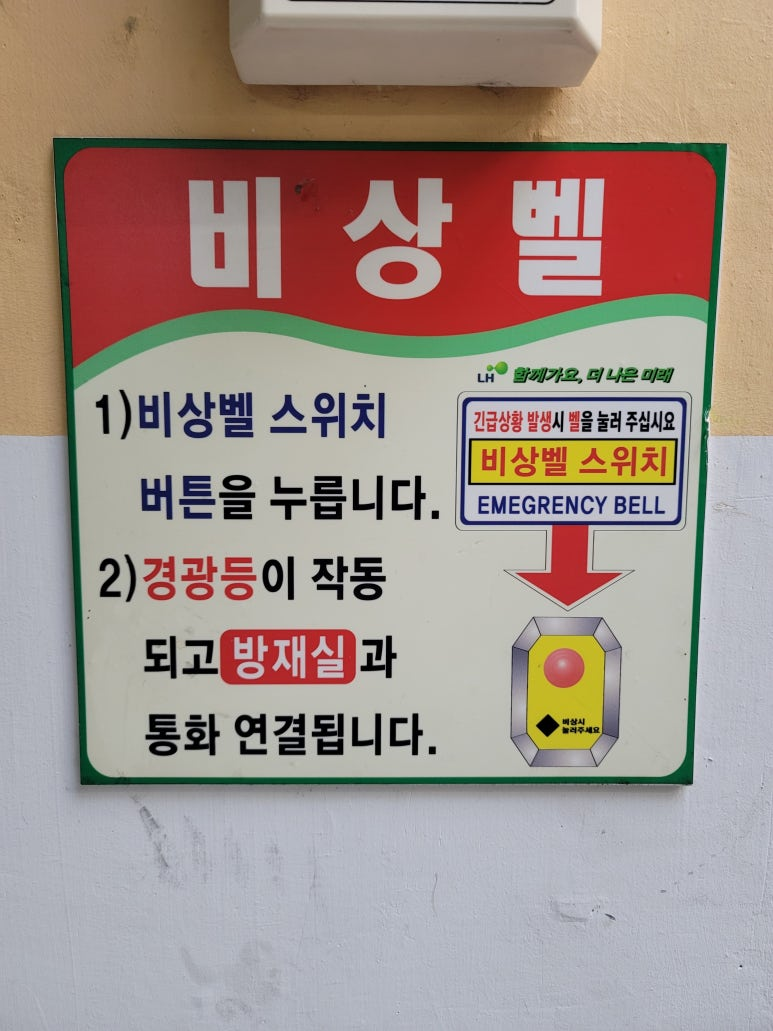 비상벨
1)비상벨 스위치
버튼을 누릅니다.
2)경광등이 작동
되고 방재실과
통화 연결됩니다.
LH 함께가요, 더 나은 미래
긴급상황 발생시 벨을 눌러 주십시요
비상벨 스위치
EMEGRENCY BELL
비상시
눌러주세요